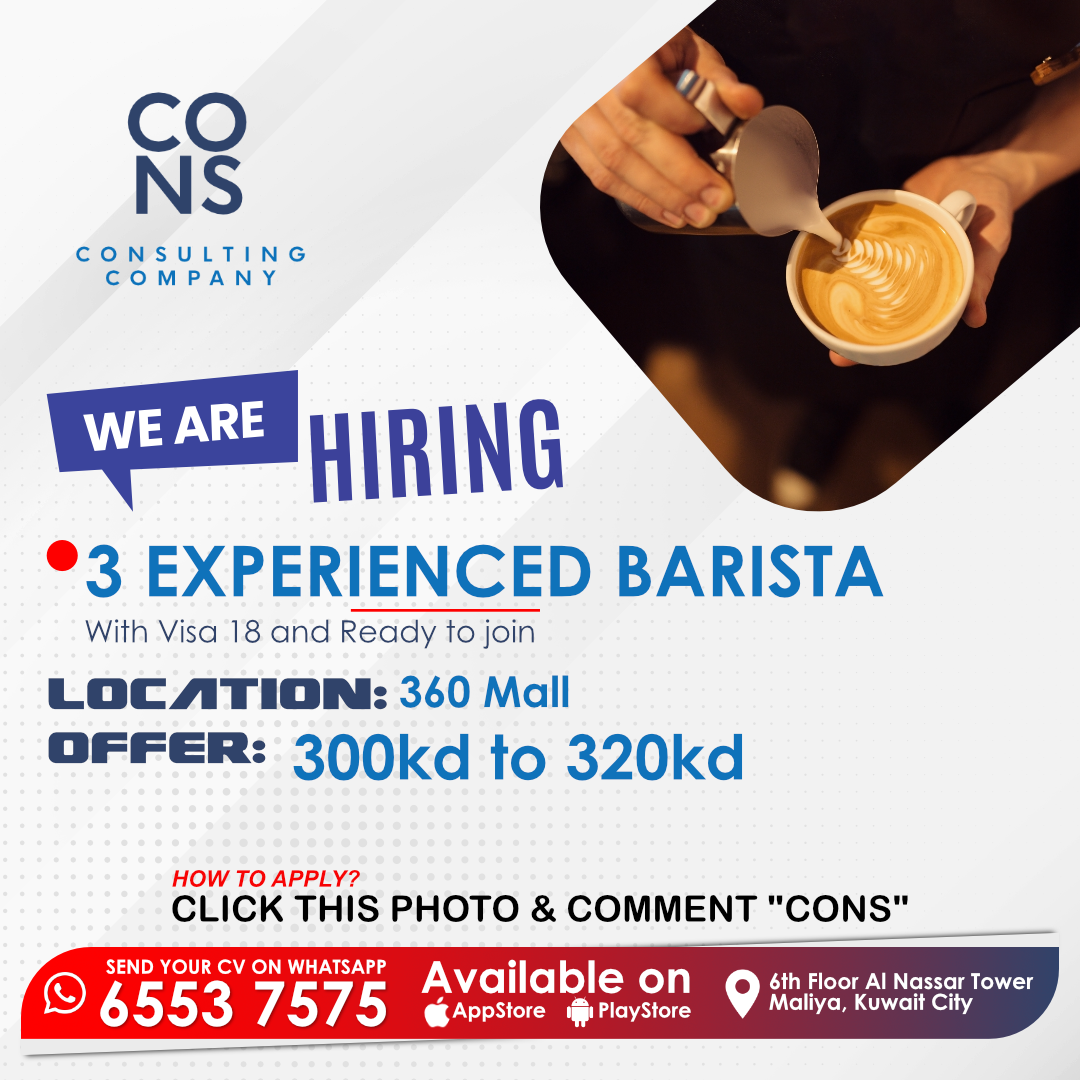 CO
NS
CONSULTING
COMPANY
WE ARE HIRING
3 EXPERIENCED BARISTA
With Visa 18 and Ready to join
LOCATION: 360 Mall
OFFER: 300kd to 320kd
HOW TO APPLY?
CLICK THIS PHOTO & COMMENT "CONS"
SEND YOUR CV ON WHATSAPP
6553 7575
Available on
AppStore PlayStore
6th Floor Al Nassar Tower
Maliya, Kuwait City